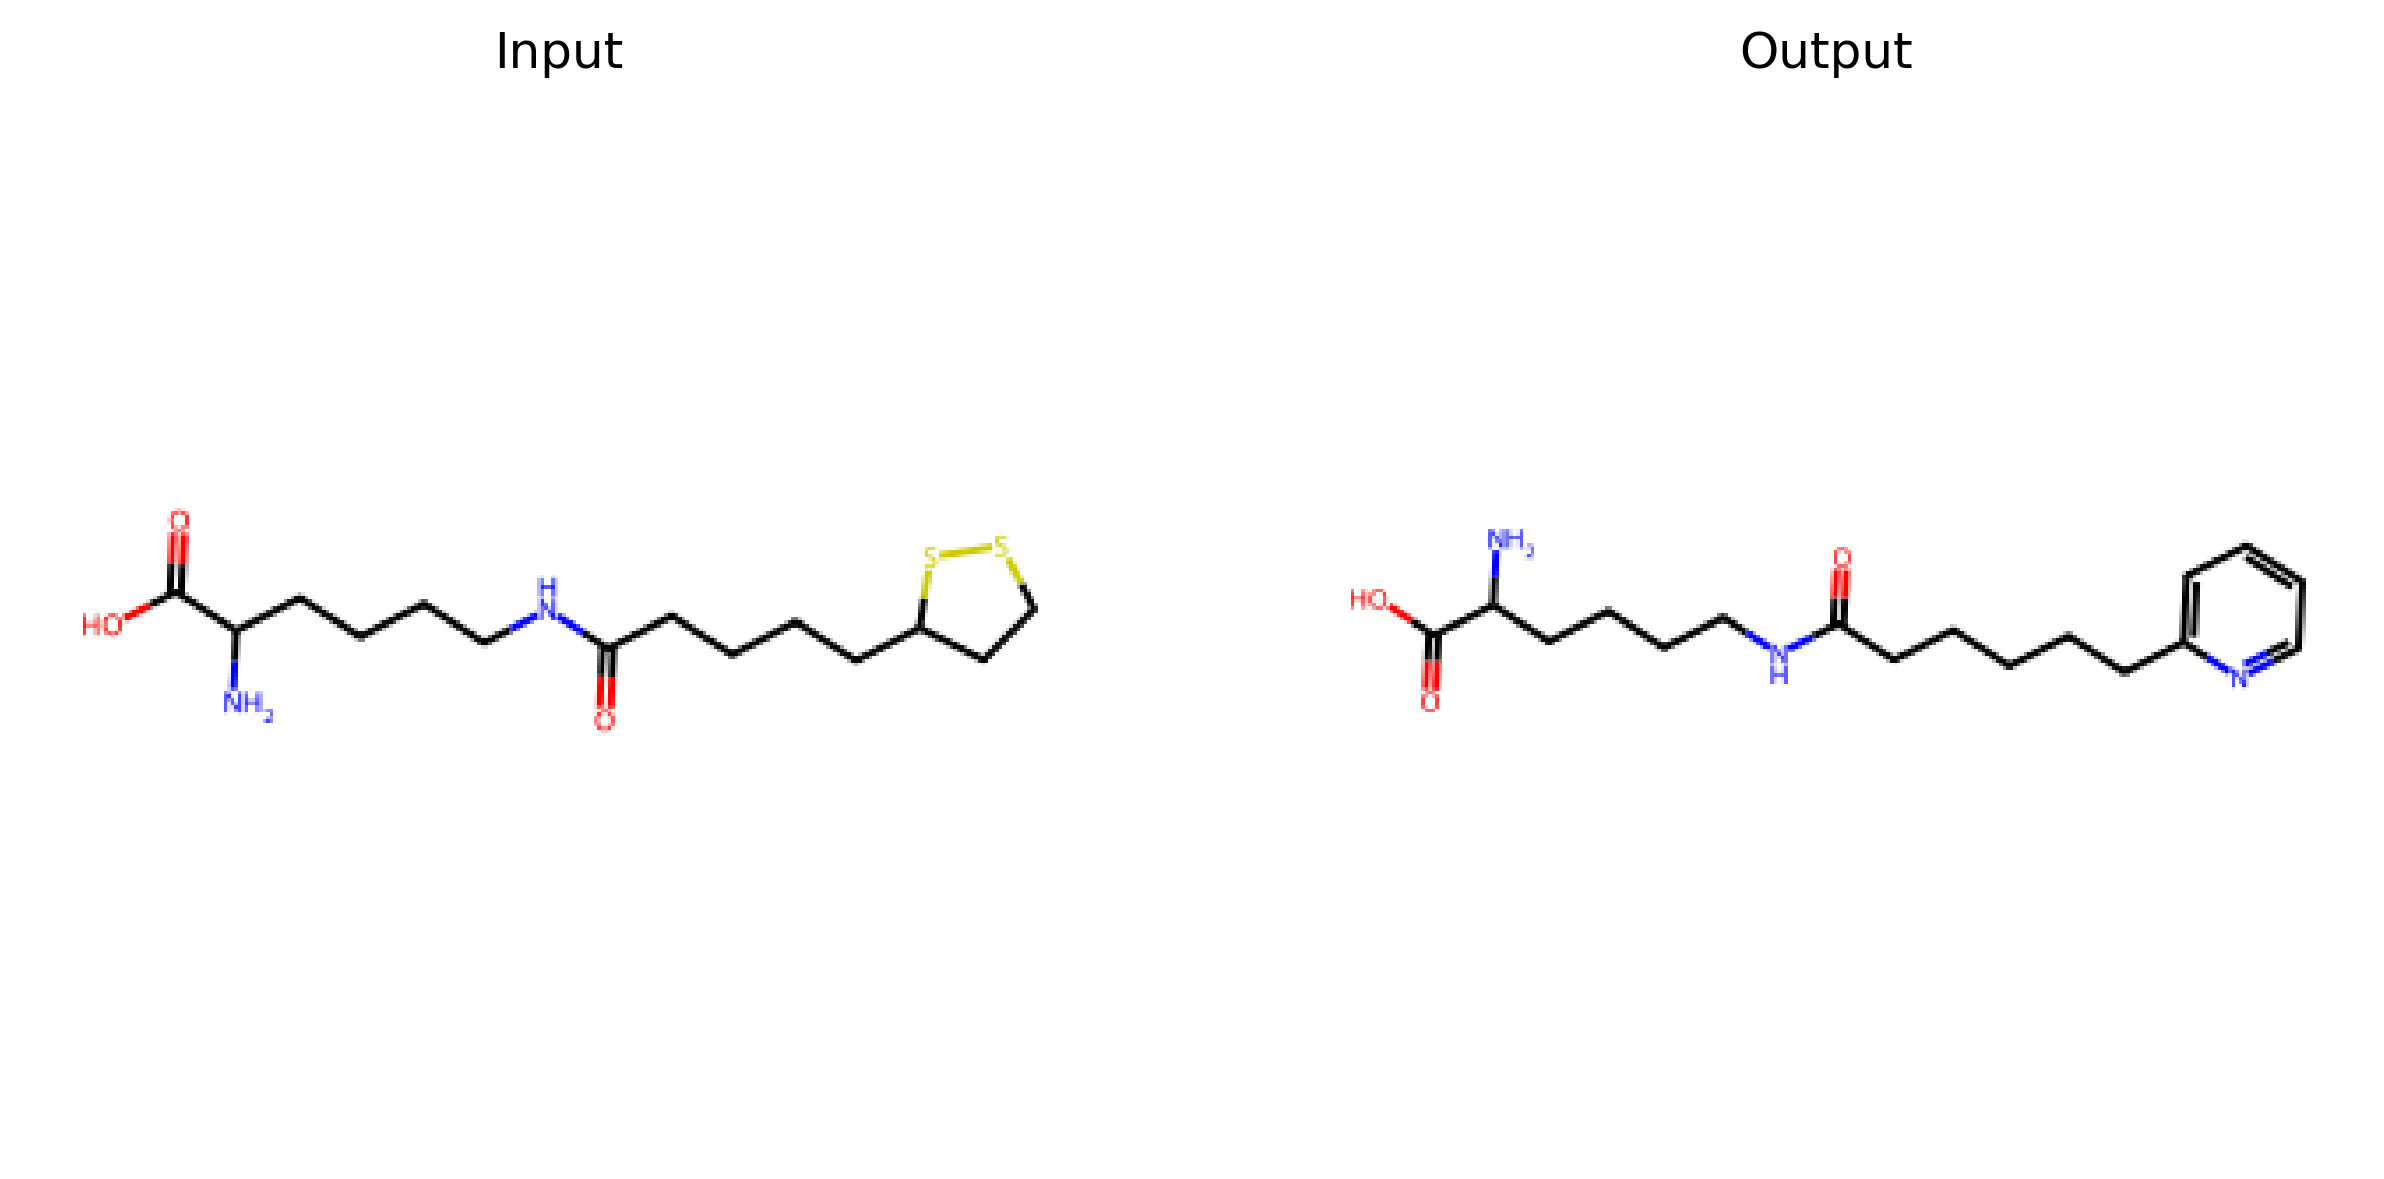 Input Output
O NH₂ O
S S
HO H N HO N H
NH₂ O O N